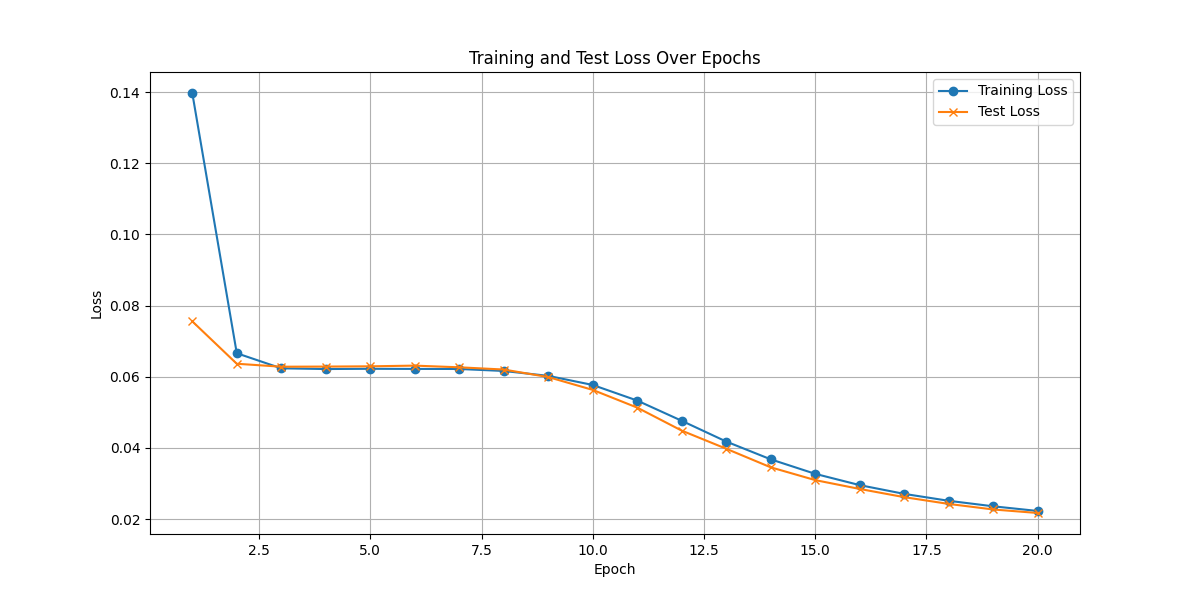 Training and Test Loss Over Epochs
Training Loss
Test Loss
0.14
0.12
0.10
0.08
0.06
0.04
0.02
Loss
2.5 5.0 7.5 10.0 12.5 15.0 17.5 20.0
Epoch